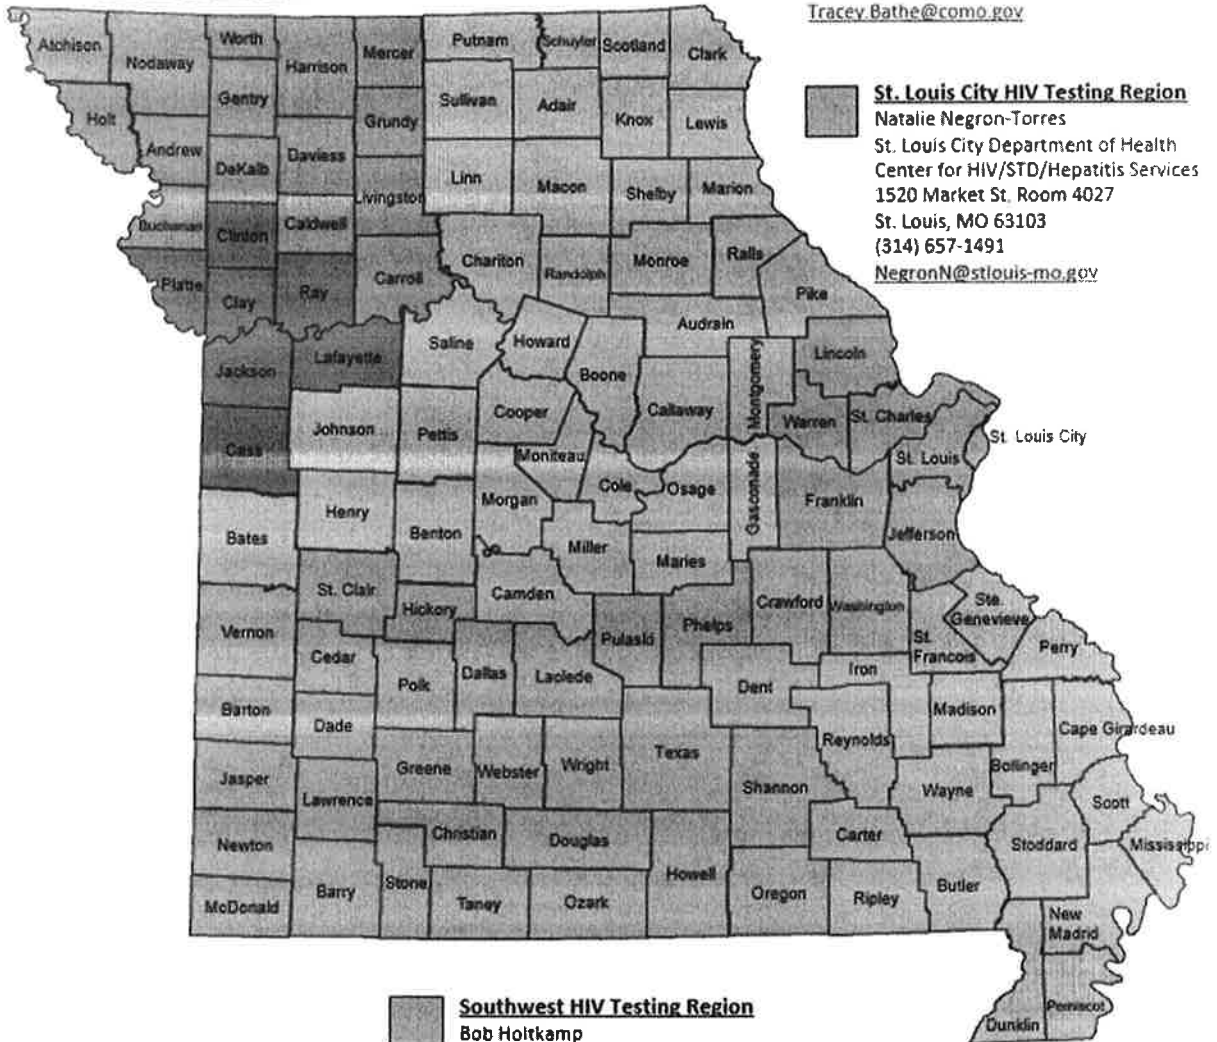 Tracey.Bathe@como.gov
St. Louis City HIV Testing Region
Natalie Negron-Torres
St. Louis City Department of Health
Center for HIV/STD/Hepatitis Services
1520 Market St, Room 4027
St. Louis, MO 63103
(314) 657-1491
NegronN@stlouis-mo.gov
Atchison
Nodaway
Worth
Harrison
Mercer
Putnam
Schuyler
Scotland
Clark
Holt
Gentry
Grundy
Sullivan
Adair
Knox
Lewis
Andrew
DeKalb
Daviess
Livingston
Linn
Macon
Shelby
Marion
Buchanan
Clinton
Caldwell
Platte
Clay
Ray
Carroll
Chariton
Randolph
Monroe
Ralls
Pike
Audrain
Saline
Howard
Boone
Jackson
Lafayette
Callaway
Montgomery
Lincoln
Cooper
Warren
St. Charles
Cass
Johnson
Pettis
Moniteau
St. Louis
St. Louis City
Cole
Osage
Gasconade
Franklin
Morgan
Bates
Henry
Benton
Miller
Maries
Jefferson
St. Clair
Hickory
Camden
Pulaski
Phelps
Crawford
Washington
Ste.
Genevieve
St.
Francois
Perry
Vernon
Cedar
Polk
Dallas
Laclede
Dent
Iron
Madison
Barton
Dade
Texas
Reynolds
Bollinger
Cape Girardeau
Jasper
Greene
Webster
Wright
Shannon
Wayne
Scott
Lawrence
Newton
Christian
Douglas
Carter
Stoddard
Mississippi
McDonald
Barry
Stone
Taney
Ozark
Howell
Oregon
Ripley
Butler
New
Madrid
Pemiscot
Dunklin
Southwest HIV Testing Region
Bob Holtkamp